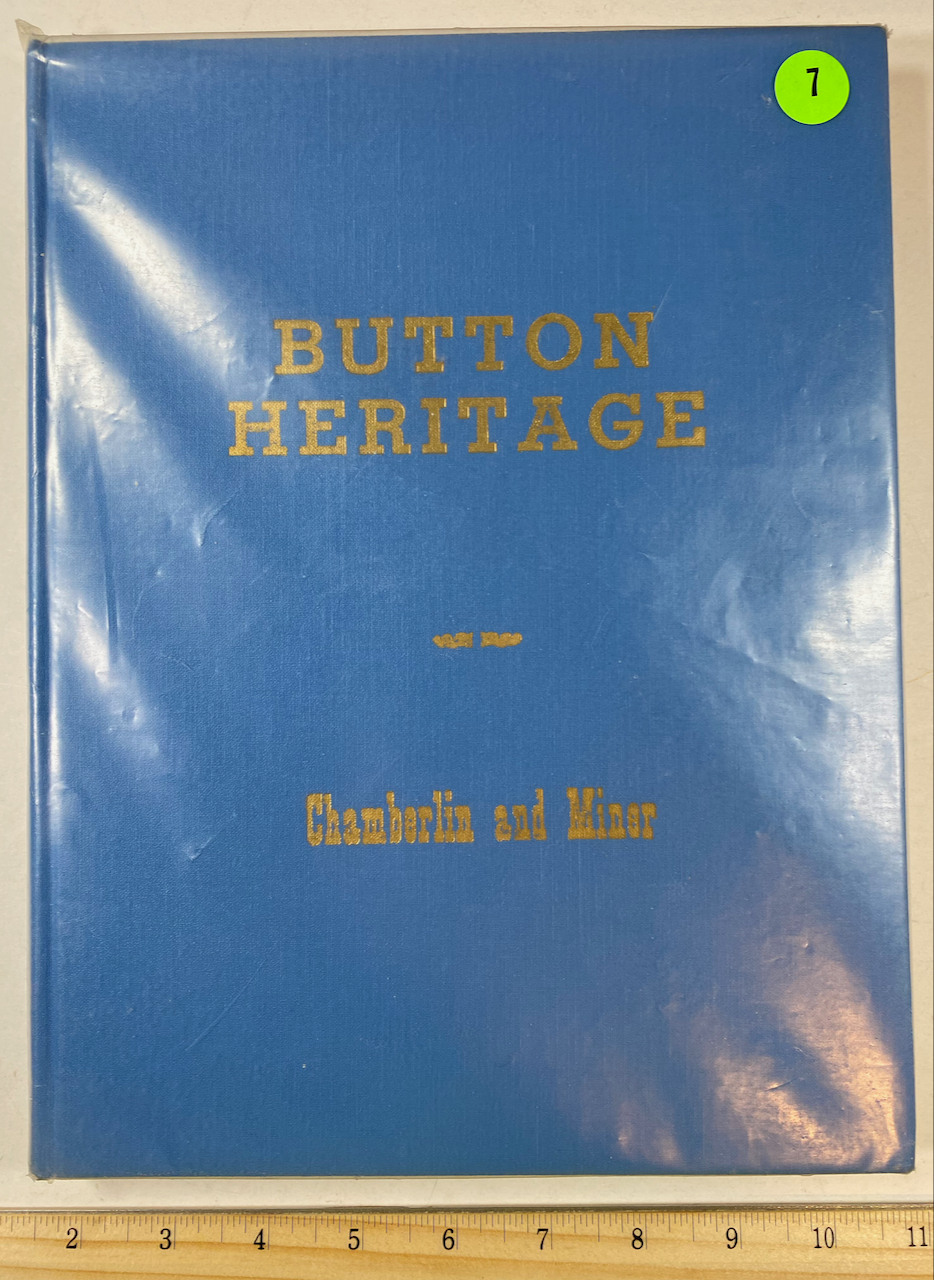 7
BUTTON
HERITAGE
Chamberlin and Miner
2 3 4 5 6 7 8 9 10 11